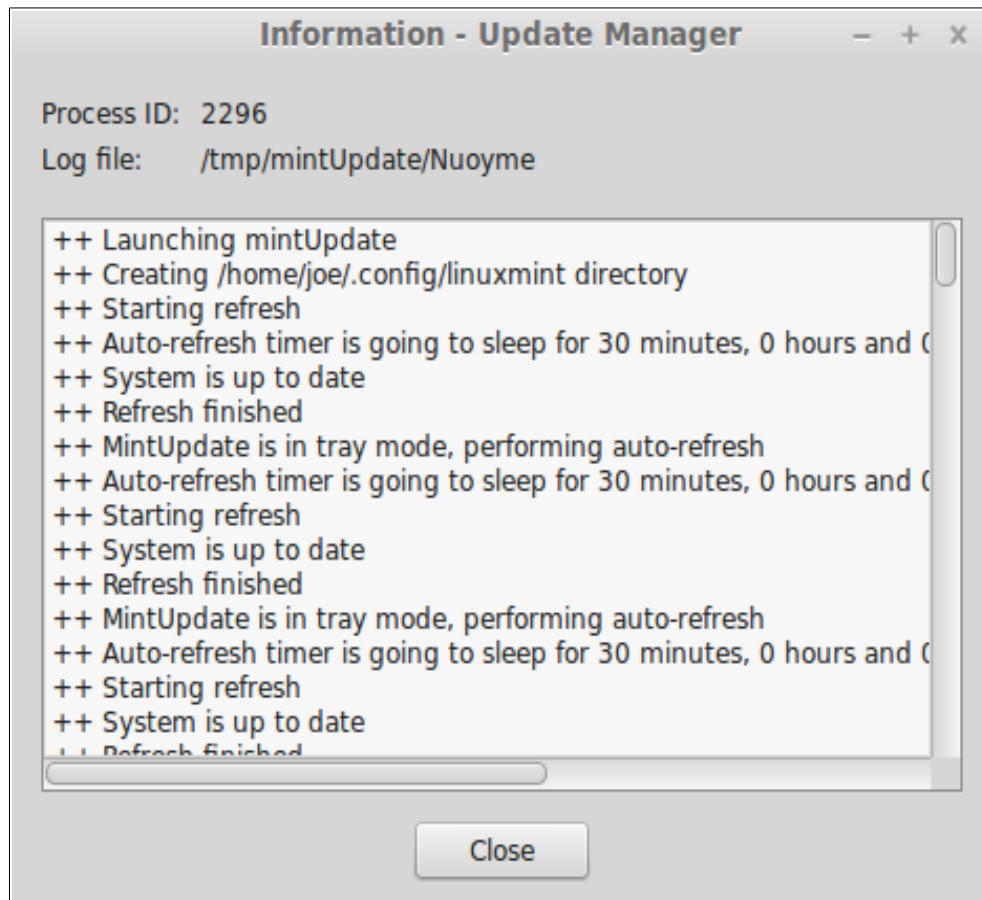 Information - Update Manager
Process ID: 2296
Log file: /tmp/mintUpdate/Nuoyme
++ Launching mintUpdate
++ Creating /home/joe/.config/linuxmint directory
++ Starting refresh
++ Auto-refresh timer is going to sleep for 30 minutes, 0 hours and
++ System is up to date
++ Refresh finished
++ MintUpdate is in tray mode, performing auto-refresh
++ Auto-refresh timer is going to sleep for 30 minutes, 0 hours and
++ Starting refresh
++ System is up to date
++ Refresh finished
++ MintUpdate is in tray mode, performing auto-refresh
++ Auto-refresh timer is going to sleep for 30 minutes, 0 hours and
++ Starting refresh
++ System is up to date
++ Refresh finished
Close